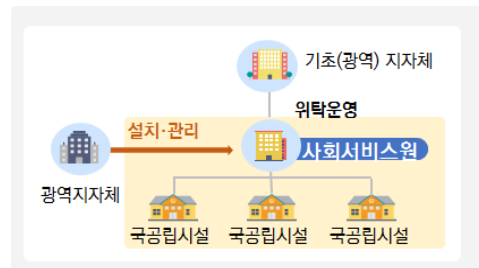 기초(광역) 지자체
위탁운영
설치·관리
사회서비스원
광역지자체
국공립시설 국공립시설 국공립시설